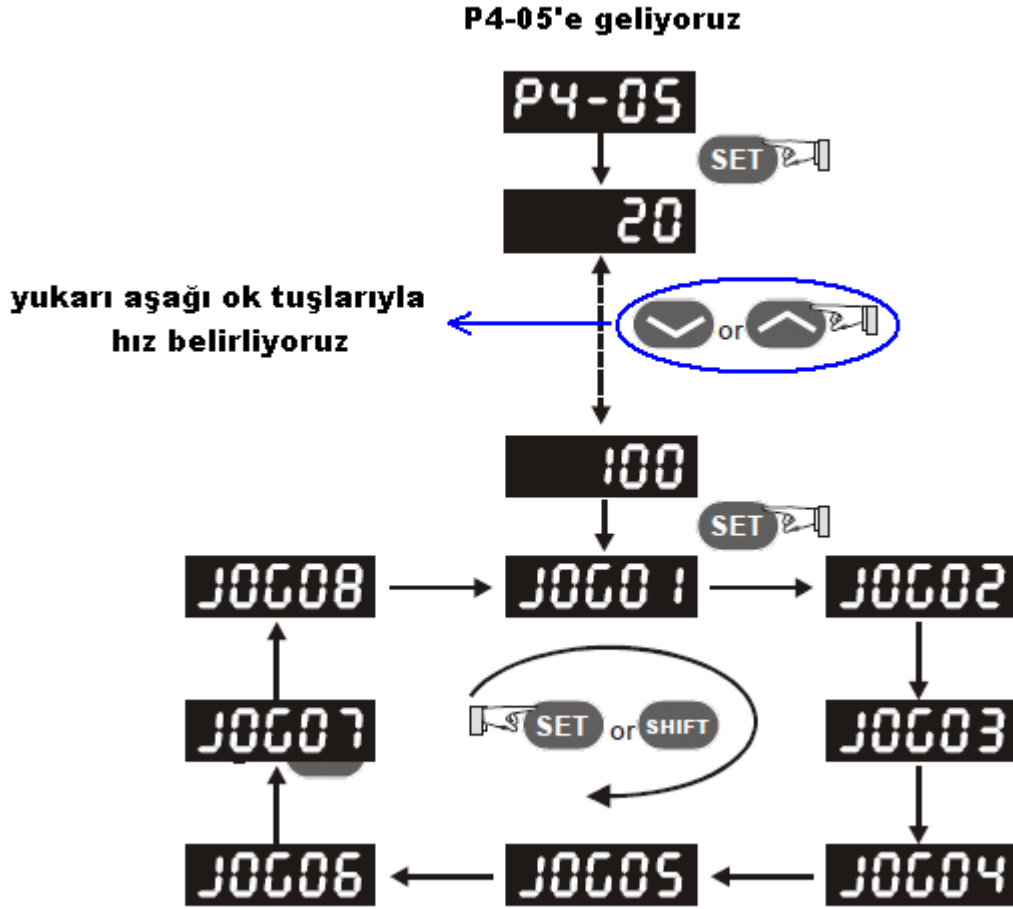 P4-05'e geliyoruz
P4-05
SET
20
yukarı aşağı ok tuşlarıyla
hız belirliyoruz
or
100
SET
JOG08
JOG01
JOG02
SET or SHIFT
JOG07
JOG03
JOG06
JOG05
JOG04